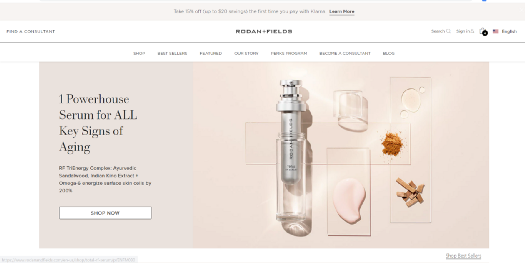 Take 15% off (up to $20 savings) the first time you pay with Klarna. Learn More
FIND A CONSULTANT
RODAN+FIELDS
Search
Sign In
English
SHOP BEST SELLERS FEATURED OUR STORY PERKS PROGRAM BECOME A CONSULTANT BLOG
1 Powerhouse
Serum for ALL
Key Signs of
Aging
RF TriEnergy Complex: Ayurvedic
Sandalwood, Indian Kino Extract +
Omega-6 energize surface skin cells by
200%
SHOP NOW
Shop Best Sellers